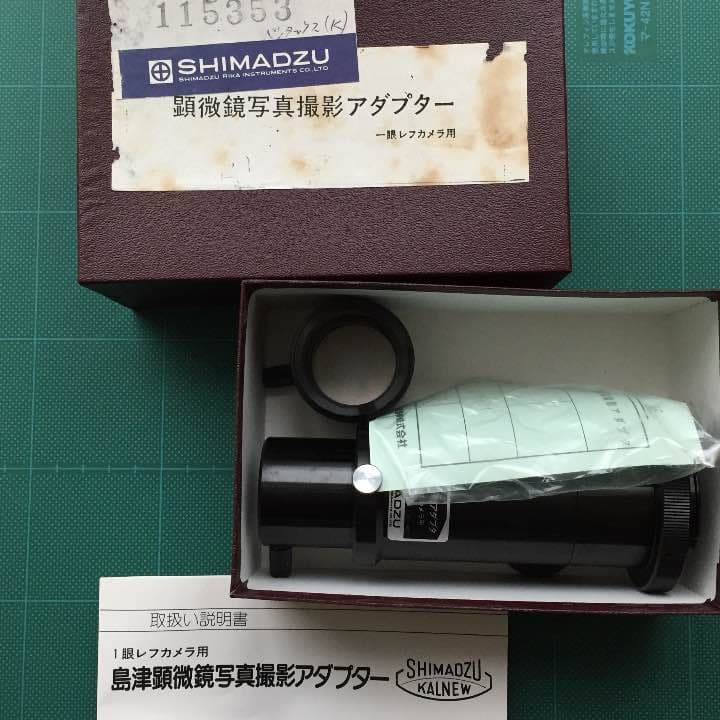 115353
ペンタックス(K)
SHIMADZU
SHIMADZU RIKA INSTRUMENTS CO., LTD
顕微鏡写真撮影アダプター
一眼レフカメラ用
KOKUYO
取扱い説明書
1眼レフカメラ用
島津顕微鏡写真撮影アダプター
SHIMADZU
KALNEW